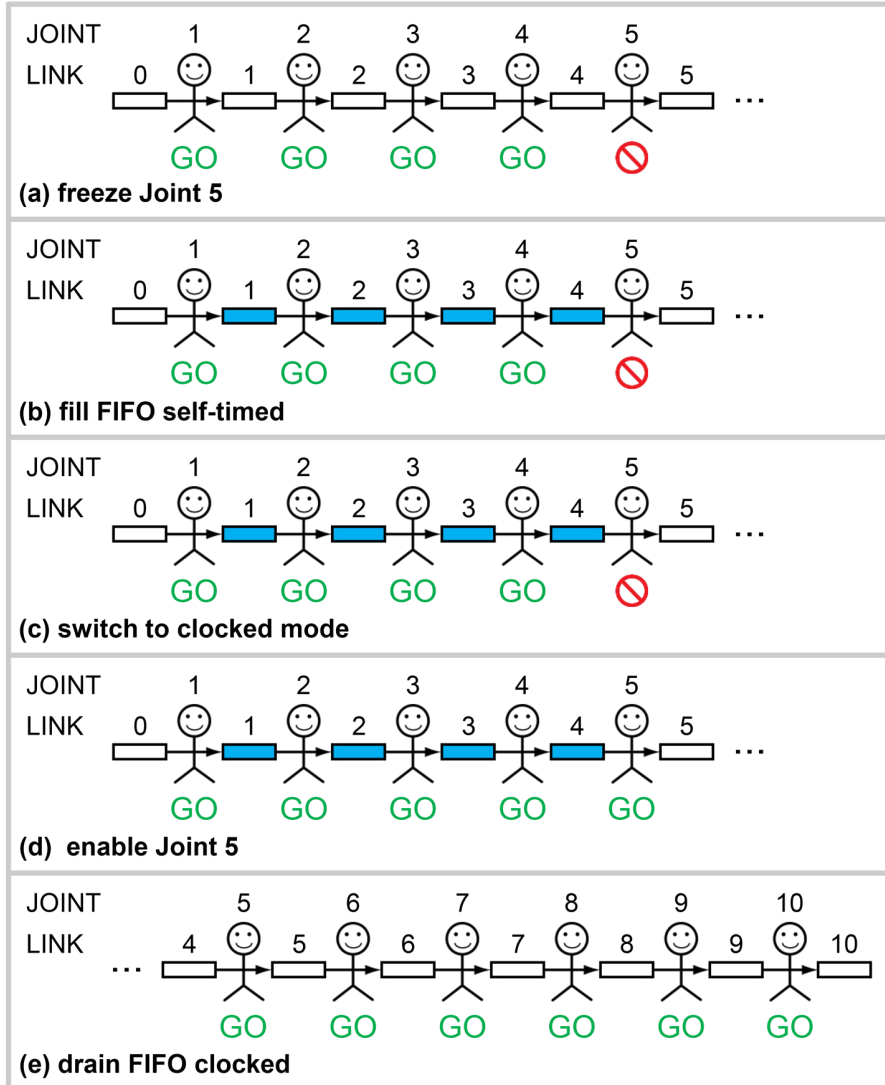 JOINT 1 2 3 4 5
LINK 0 1 2 3 4 5
...
GO GO GO GO
(a) freeze Joint 5
JOINT 1 2 3 4 5
LINK 0 1 2 3 4 5
...
GO GO GO GO
(b) fill FIFO self-timed
JOINT 1 2 3 4 5
LINK 0 1 2 3 4 5
...
GO GO GO GO
(c) switch to clocked mode
JOINT 1 2 3 4 5
LINK 0 1 2 3 4 5
...
GO GO GO GO GO
(d) enable Joint 5
JOINT 5 6 7 8 9 10
LINK 4 5 6 7 8 9 10
...
GO GO GO GO GO GO
(e) drain FIFO clocked